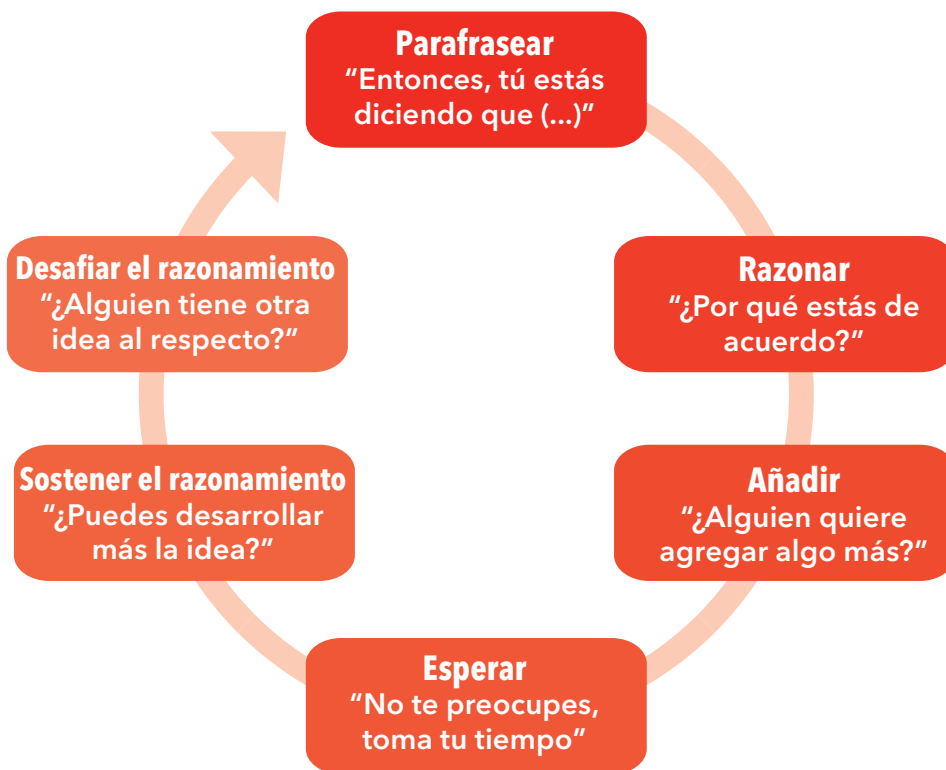 Parafrasear
“Entonces, tú estás
diciendo que (...)”
Razonar
“¿Por qué estás de
acuerdo?”
Añadir
“¿Alguien quiere
agregar algo más?”
Esperar
“No te preocupes,
toma tu tiempo”
Sostener el razonamiento
“¿Puedes desarrollar
más la idea?”
Desafiar el razonamiento
“¿Alguien tiene otra
idea al respecto?”